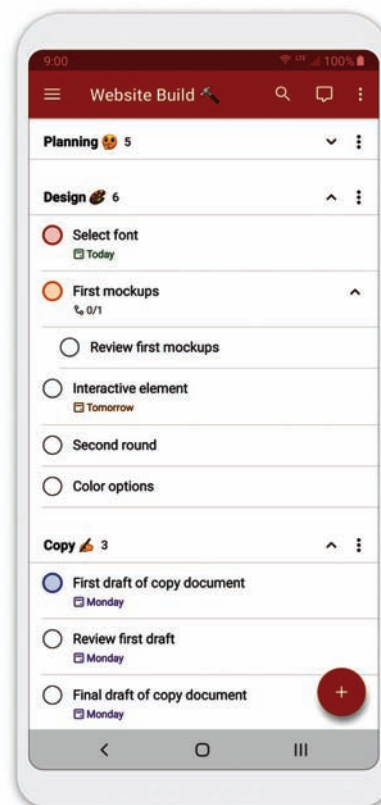 9:00 LTE 100%
Website Build 🔨
Planning 5
Design 🎨 6
Select font
Today
First mockups
0/1
Review first mockups
Interactive element
Tomorrow
Second round
Color options
Copy ✍ 3
First draft of copy document
Monday
Review first draft
Monday
Final draft of copy document
Monday
+